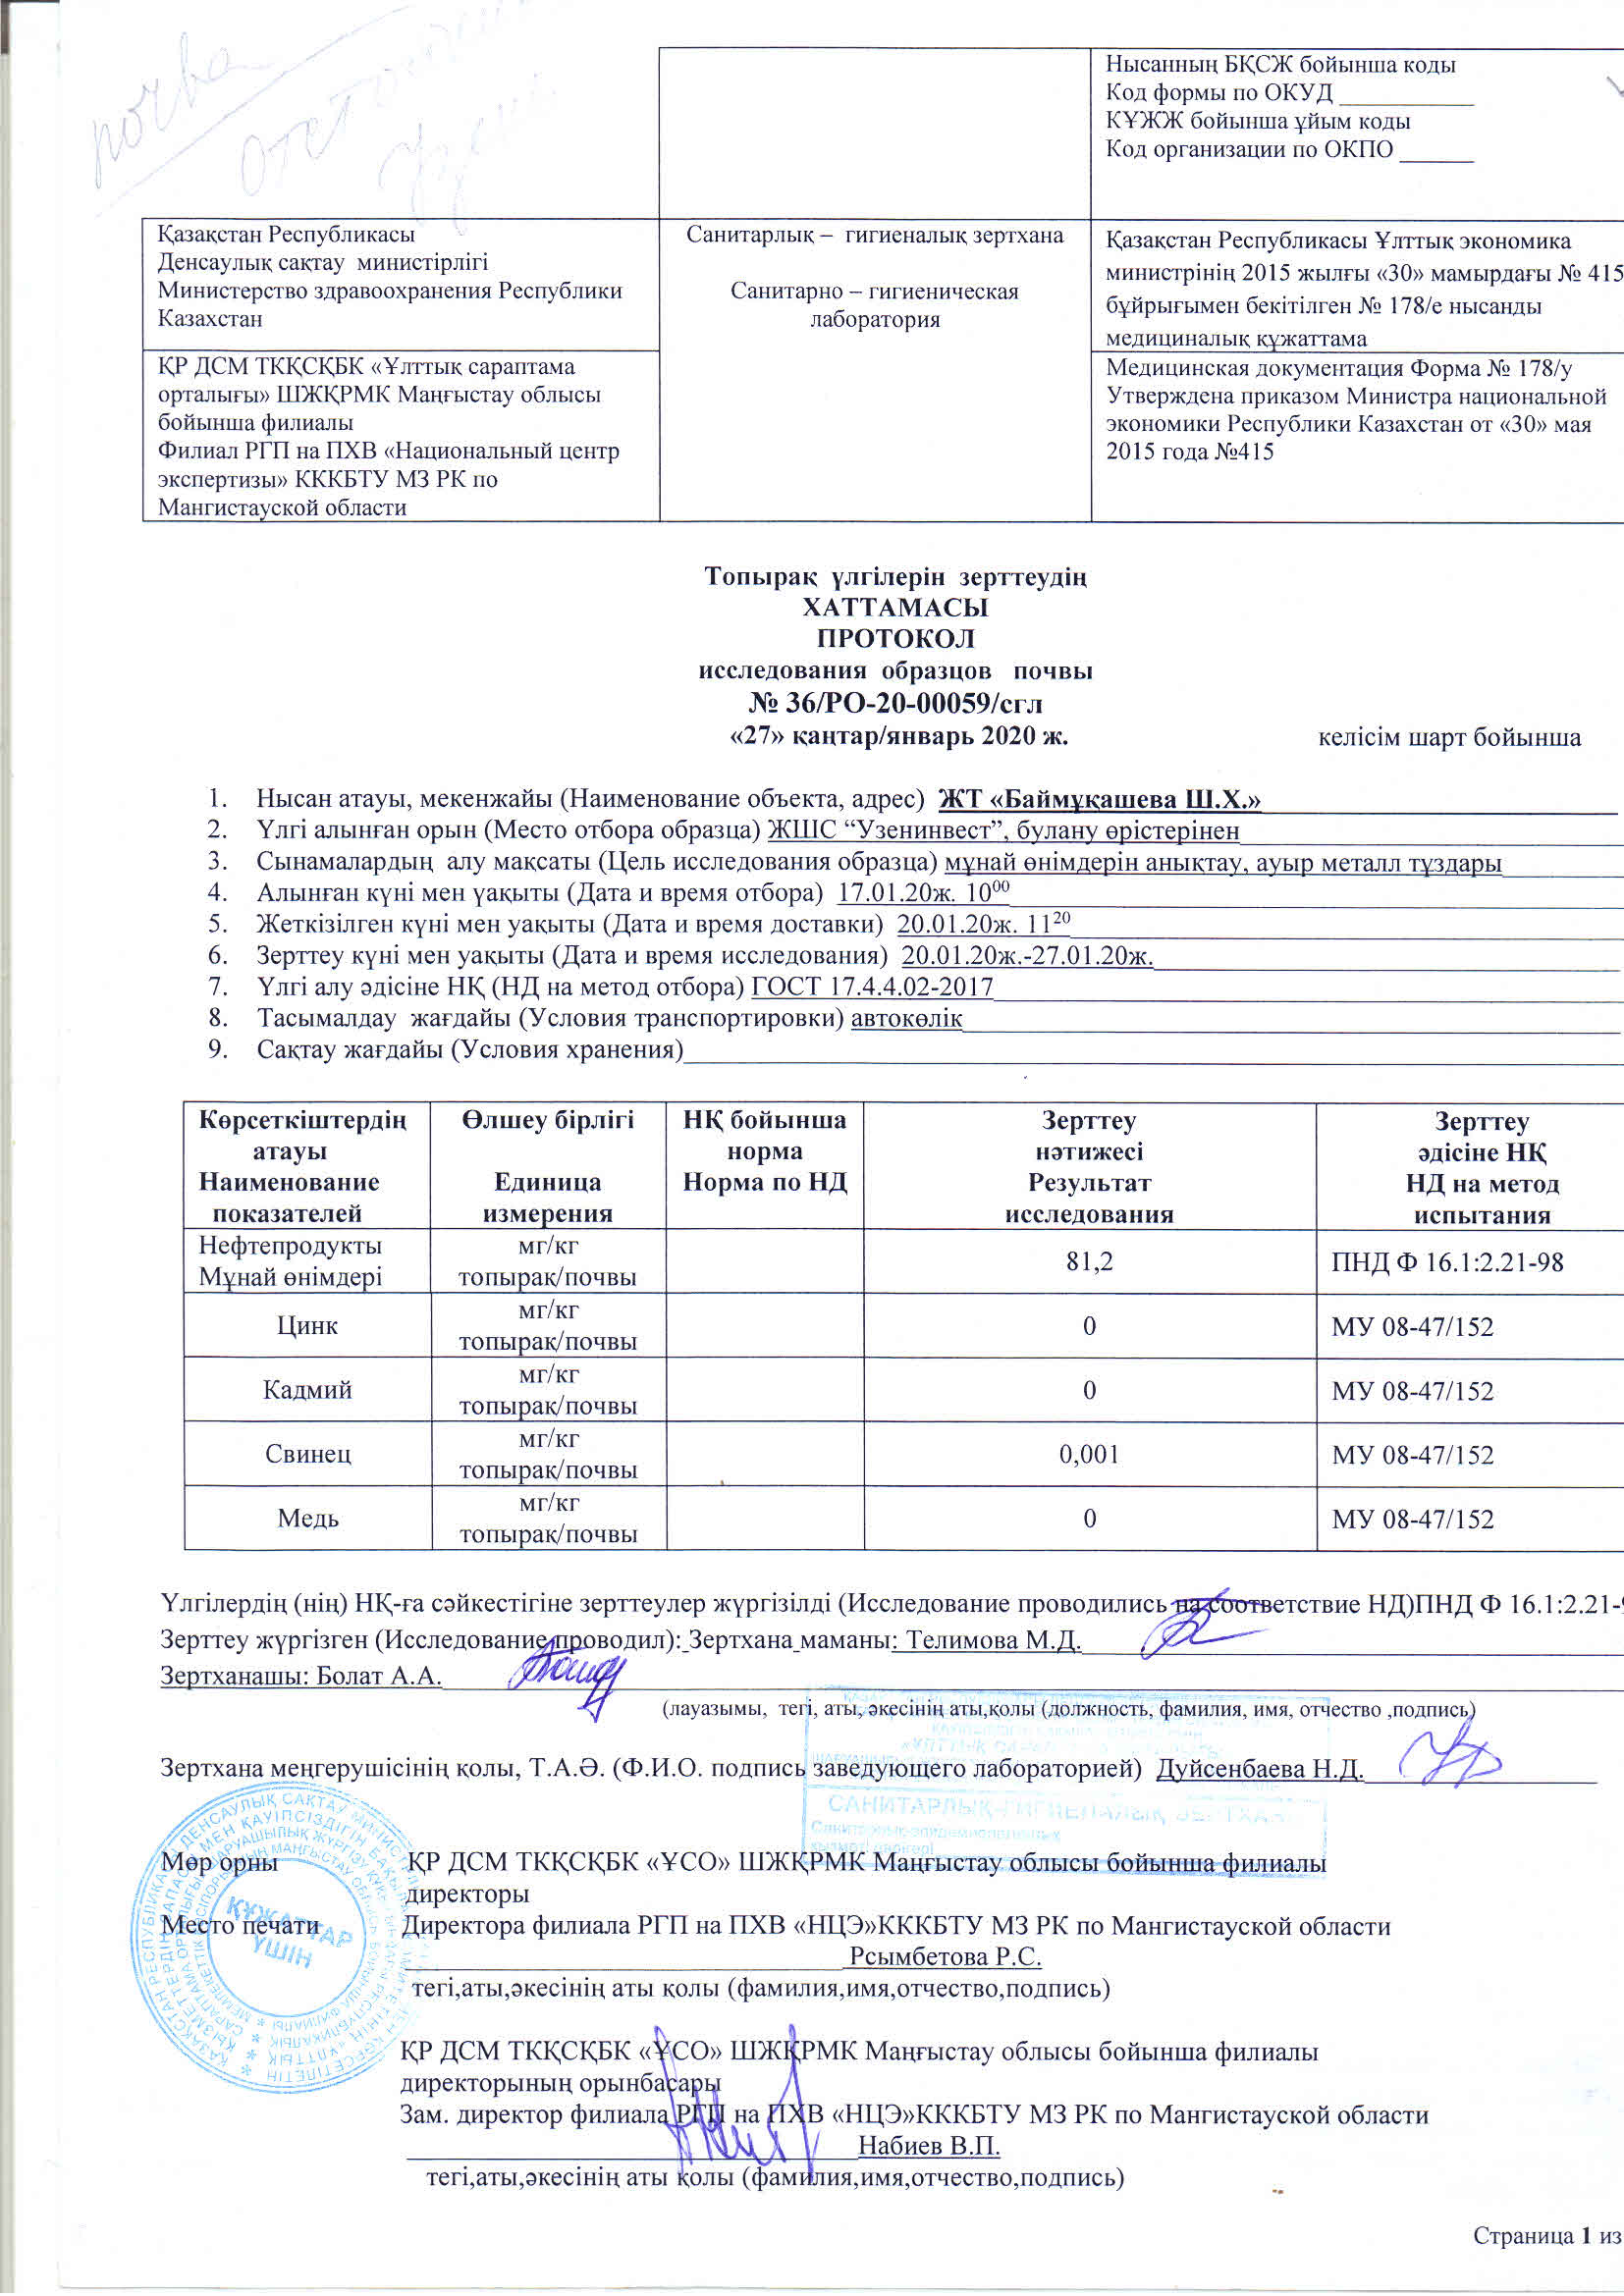 почва
Нысанның БҚСЖ бойынша коды
Код формы по ОКУД ___________
КҰЖЖ бойынша ұйым коды
Код организации по ОКПО ______
Қазақстан Республикасы
Денсаулық сақтау министірлігі
Министерство здравоохранения Республики
Казахстан
Санитарлық – гигиеналық зертхана
Санитарно – гигиеническая
лаборатория
Қазақстан Республикасы Ұлттық экономика
министрінің 2015 жылғы «30» мамырдағы № 415
бұйрығымен бекітілген № 178/е нысанды
медициналық құжаттама
ҚР ДСМ ТКҚСҚБК «Ұлттық сараптама
орталығы» ШЖҚРМК Маңғыстау облысы
бойынша филиалы
Филиал РГП на ПХВ «Национальный центр
экспертизы» КККБТУ МЗ РК по
Мангистауской области
Медицинская документация Форма № 178/у
Утверждена приказом Министра национальной
экономики Республики Казахстан от «30» мая
2015 года №415
Топырақ үлгілерін зерттеудің
ХАТТАМАСЫ
ПРОТОКОЛ
исследования образцов почвы
№ 36/РО-20-00059/сгл
«27» қаңтар/январь 2020 ж. келісім шарт бойынша
1. Нысан атауы, мекенжайы (Наименование объекта, адрес) ЖТ «Баймұқашева Ш.Х.»
2. Үлгі алынған орын (Место отбора образца) ЖШС “Узенинвест”, булану өрістерінен
3. Сынамалардың алу мақсаты (Цель исследования образца) мұнай өнімдерін анықтау, ауыр металл тұздары
4. Алынған күні мен үақыты (Дата и время отбора) 17.01.20ж. 10⁰⁰
5. Жеткізілген күні мен уақыты (Дата и время доставки) 20.01.20ж. 11²⁰
6. Зерттеу күні мен уақыты (Дата и время исследования) 20.01.20ж.-27.01.20ж.
7. Үлгі алу әдісіне НҚ (НД на метод отбора) ГОСТ 17.4.4.02-2017
8. Тасымалдау жағдайы (Условия транспортировки) автокөлік
9. Сақтау жағдайы (Условия хранения)
Көрсеткіштердің атауы Наименование показателей
Өлшеу бірлігі Единица измерения
НҚ бойынша норма Норма по НД
Зерттеу нәтижесі Результат исследования
Зерттеу әдісіне НҚ НД на метод испытания
Нефтепродукты Мұнай өнімдері мг/кг топырақ/почвы 81,2 ПНД Ф 16.1:2.21-98
Цинк мг/кг топырақ/почвы 0 МУ 08-47/152
Кадмий мг/кг топырақ/почвы 0 МУ 08-47/152
Свинец мг/кг топырақ/почвы 0,001 МУ 08-47/152
Медь мг/кг топырақ/почвы 0 МУ 08-47/152
Үлгілердің (нің) НҚ-ға сәйкестігіне зерттеулер жүргізілді (Исследование проводились на соответствие НД)ПНД Ф 16.1:2.21-
Зерттеу жүргізген (Исследование проводил): Зертхана маманы: Телимова М.Д.
Зертханашы: Болат А.А.
(лауазымы, тегі, аты, әкесінің аты,қолы (должность, фамилия, имя, отчество ,подпись)
Зертхана меңгерушісінің қолы, Т.А.Ә. (Ф.И.О. подпись заведующего лабораторией) Дуйсенбаева Н.Д.
САНИТАРЛЫҚ-ГИГИЕНАЛЫҚ ЗЕРТХАНА
ҚҰЖАТТАР
ҮШІН
Мөр орны ҚР ДСМ ТКҚСҚБК «ҰСО» ШЖҚРМК Маңғыстау облысы бойынша филиалы
директоры
Место печати Директора филиала РГП на ПХВ «НЦЭ»КККБТУ МЗ РК по Мангистауской области
Рсымбетова Р.С.
тегі,аты,әкесінің аты қолы (фамилия,имя,отчество,подпись)
ҚР ДСМ ТКҚСҚБК «ҰСО» ШЖҚРМК Маңғыстау облысы бойынша филиалы
директорының орынбасары
Зам. директор филиала РГП на ПХВ «НЦЭ»КККБТУ МЗ РК по Мангистауской области
Набиев В.П.
тегі,аты,әкесінің аты қолы (фамилия,имя,отчество,подпись)
Страница 1 из